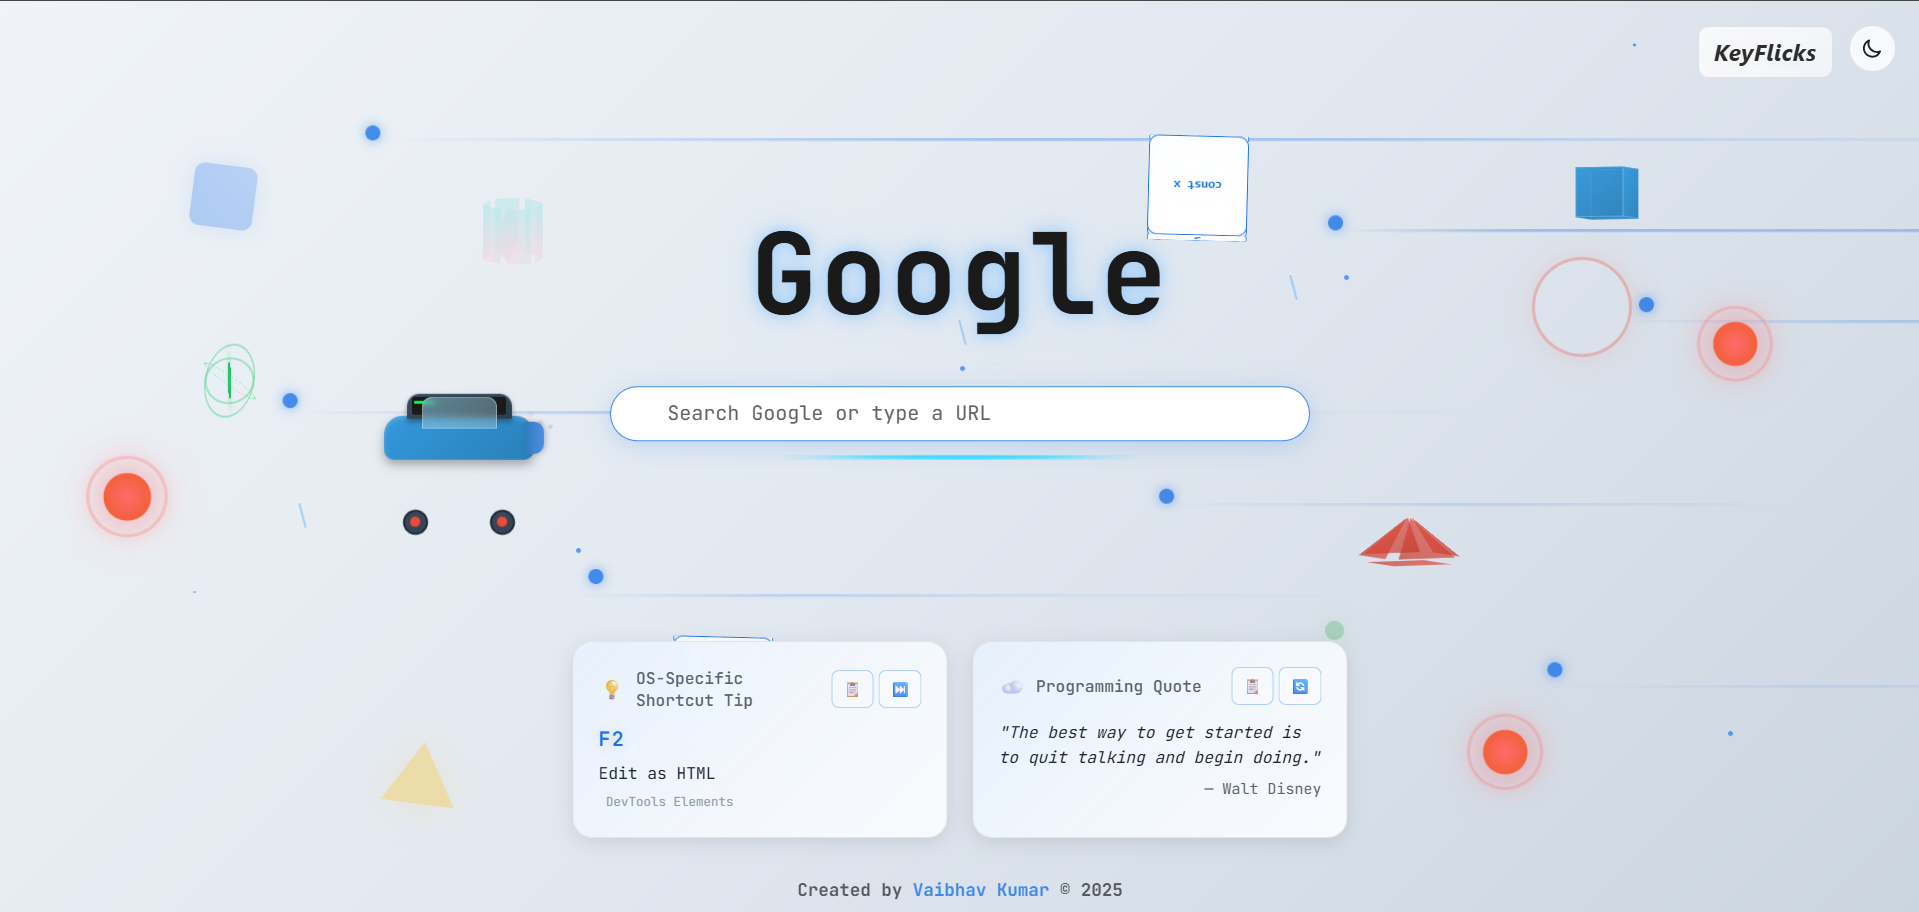 KeyFlicks
const x
Google
Search Google or type a URL
OS-Specific
Shortcut Tip
F2
Edit as HTML
DevTools Elements
Programming Quote
"The best way to get started is
to quit talking and begin doing."
— Walt Disney
Created by Vaibhav Kumar © 2025